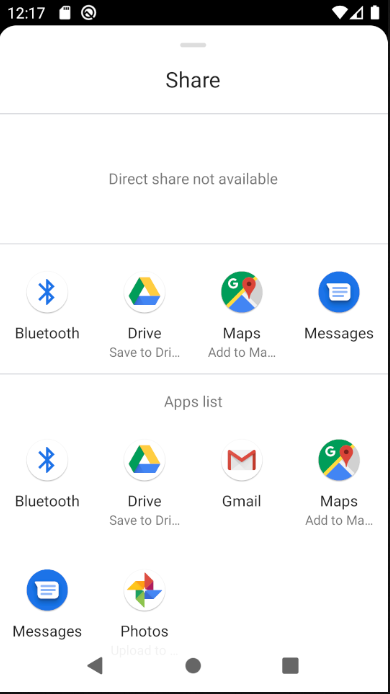 12:17
Share
Direct share not available
Bluetooth
Drive
Maps
Messages
Save to Dri...
Add to Ma...
Apps list
Bluetooth
Drive
Gmail
Maps
Save to Dri...
Add to Ma...
Messages
Photos
Upload to ...